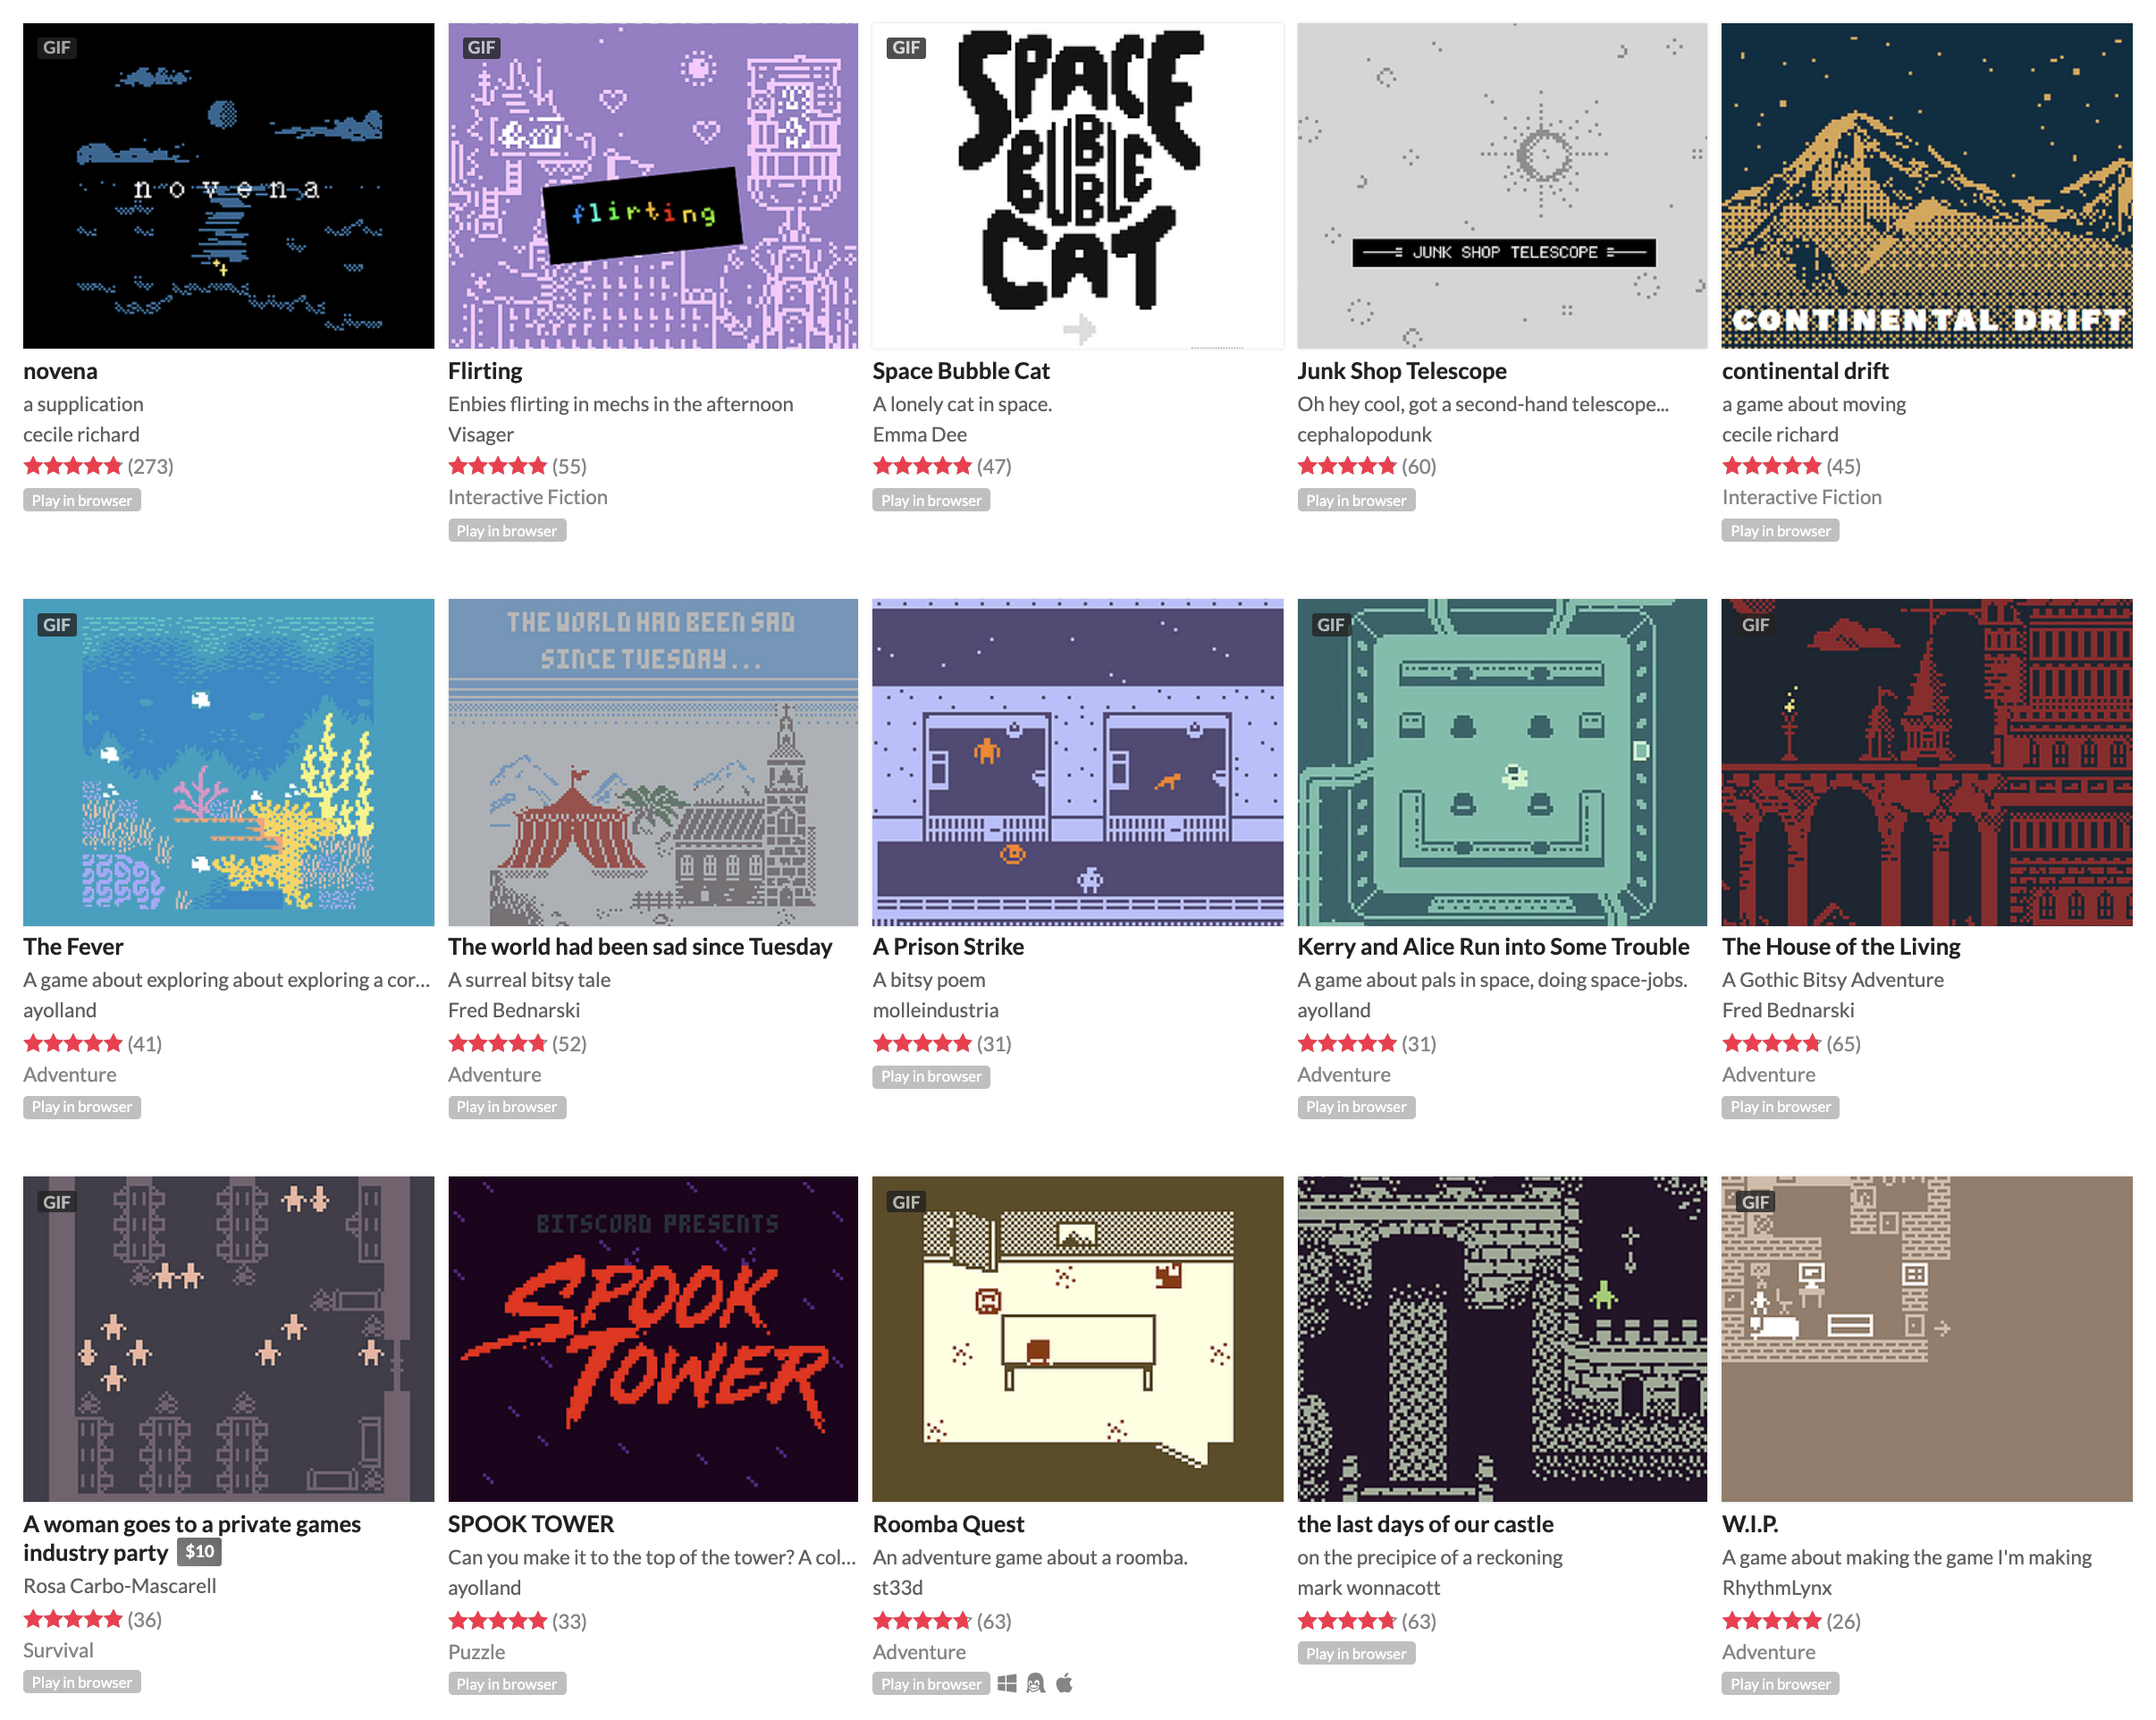 GIF
n o v e n a
novena
a supplication
cecile richard
(273)
Play in browser
GIF
flirting
Flirting
Enbies flirting in mechs in the afternoon
Visager
(55)
Interactive Fiction
Play in browser
GIF
SPACE
BUBBLE
CAT
Space Bubble Cat
A lonely cat in space.
Emma Dee
(47)
Play in browser
JUNK SHOP TELESCOPE
Junk Shop Telescope
Oh hey cool, got a second-hand telescope...
cephalopodunk
(60)
Play in browser
CONTINENTAL DRIFT
continental drift
a game about moving
cecile richard
(45)
Interactive Fiction
Play in browser
GIF
The Fever
A game about exploring about exploring a cor...
ayolland
(41)
Adventure
Play in browser
THE WORLD HAD BEEN SAD
SINCE TUESDAY...
The world had been sad since Tuesday
A surreal bitsy tale
Fred Bednarski
(52)
Adventure
Play in browser
A Prison Strike
A bitsy poem
molleindustria
(31)
Play in browser
GIF
Kerry and Alice Run into Some Trouble
A game about pals in space, doing space-jobs.
ayolland
(31)
Adventure
Play in browser
GIF
The House of the Living
A Gothic Bitsy Adventure
Fred Bednarski
(65)
Adventure
Play in browser
GIF
A woman goes to a private games
industry party $10
Rosa Carbo-Mascarell
(36)
Survival
Play in browser
BITSCORD PRESENTS
SPOOK
TOWER
SPOOK TOWER
Can you make it to the top of the tower? A col...
ayolland
(33)
Puzzle
Play in browser
GIF
Roomba Quest
An adventure game about a roomba.
st33d
(63)
Adventure
Play in browser
the last days of our castle
on the precipice of a reckoning
mark wonnacott
(63)
Play in browser
GIF
W.I.P.
A game about making the game I'm making
RhythmLynx
(26)
Adventure
Play in browser